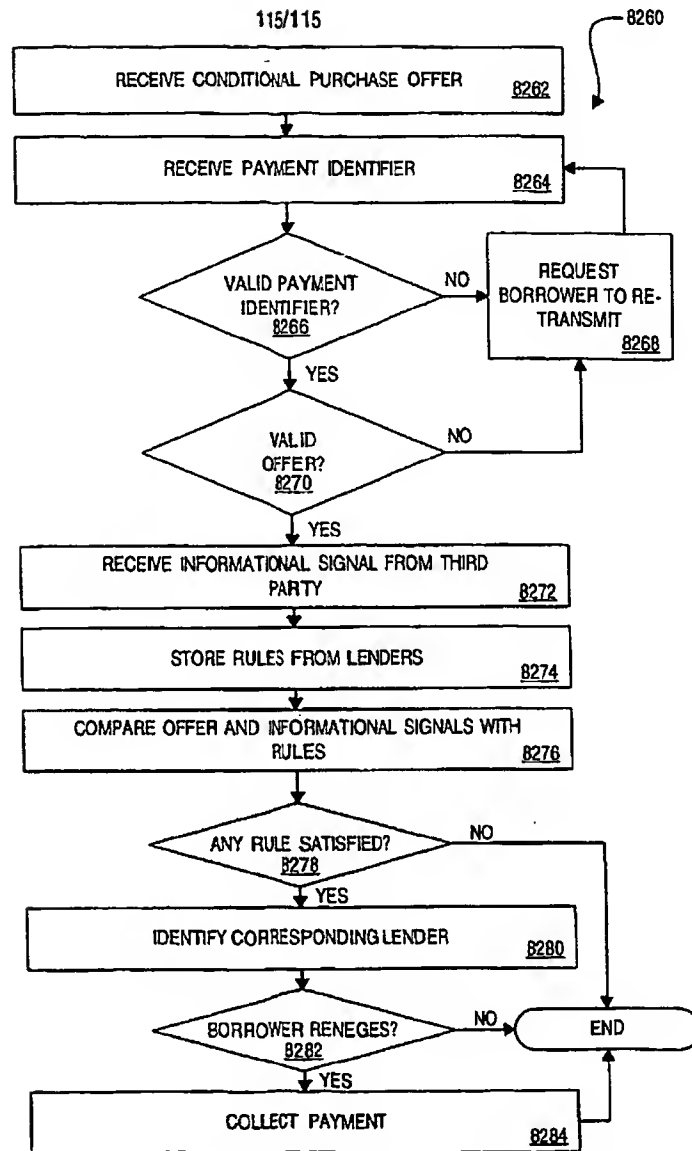 115/115
8260
RECEIVE CONDITIONAL PURCHASE OFFER
8262
RECEIVE PAYMENT IDENTIFIER
8264
VALID PAYMENT
IDENTIFIER?
8266
NO
REQUEST
BORROWER TO RE-
TRANSMIT
8268
YES
VALID
OFFER?
8270
NO
YES
RECEIVE INFORMATIONAL SIGNAL FROM THIRD
PARTY
8272
STORE RULES FROM LENDERS
8274
COMPARE OFFER AND INFORMATIONAL SIGNALS WITH
RULES
8276
ANY RULE SATISFIED?
8278
NO
YES
IDENTIFY CORRESPONDING LENDER
8280
BORROWER RENEGES?
8282
NO
END
YES
COLLECT PAYMENT
8284